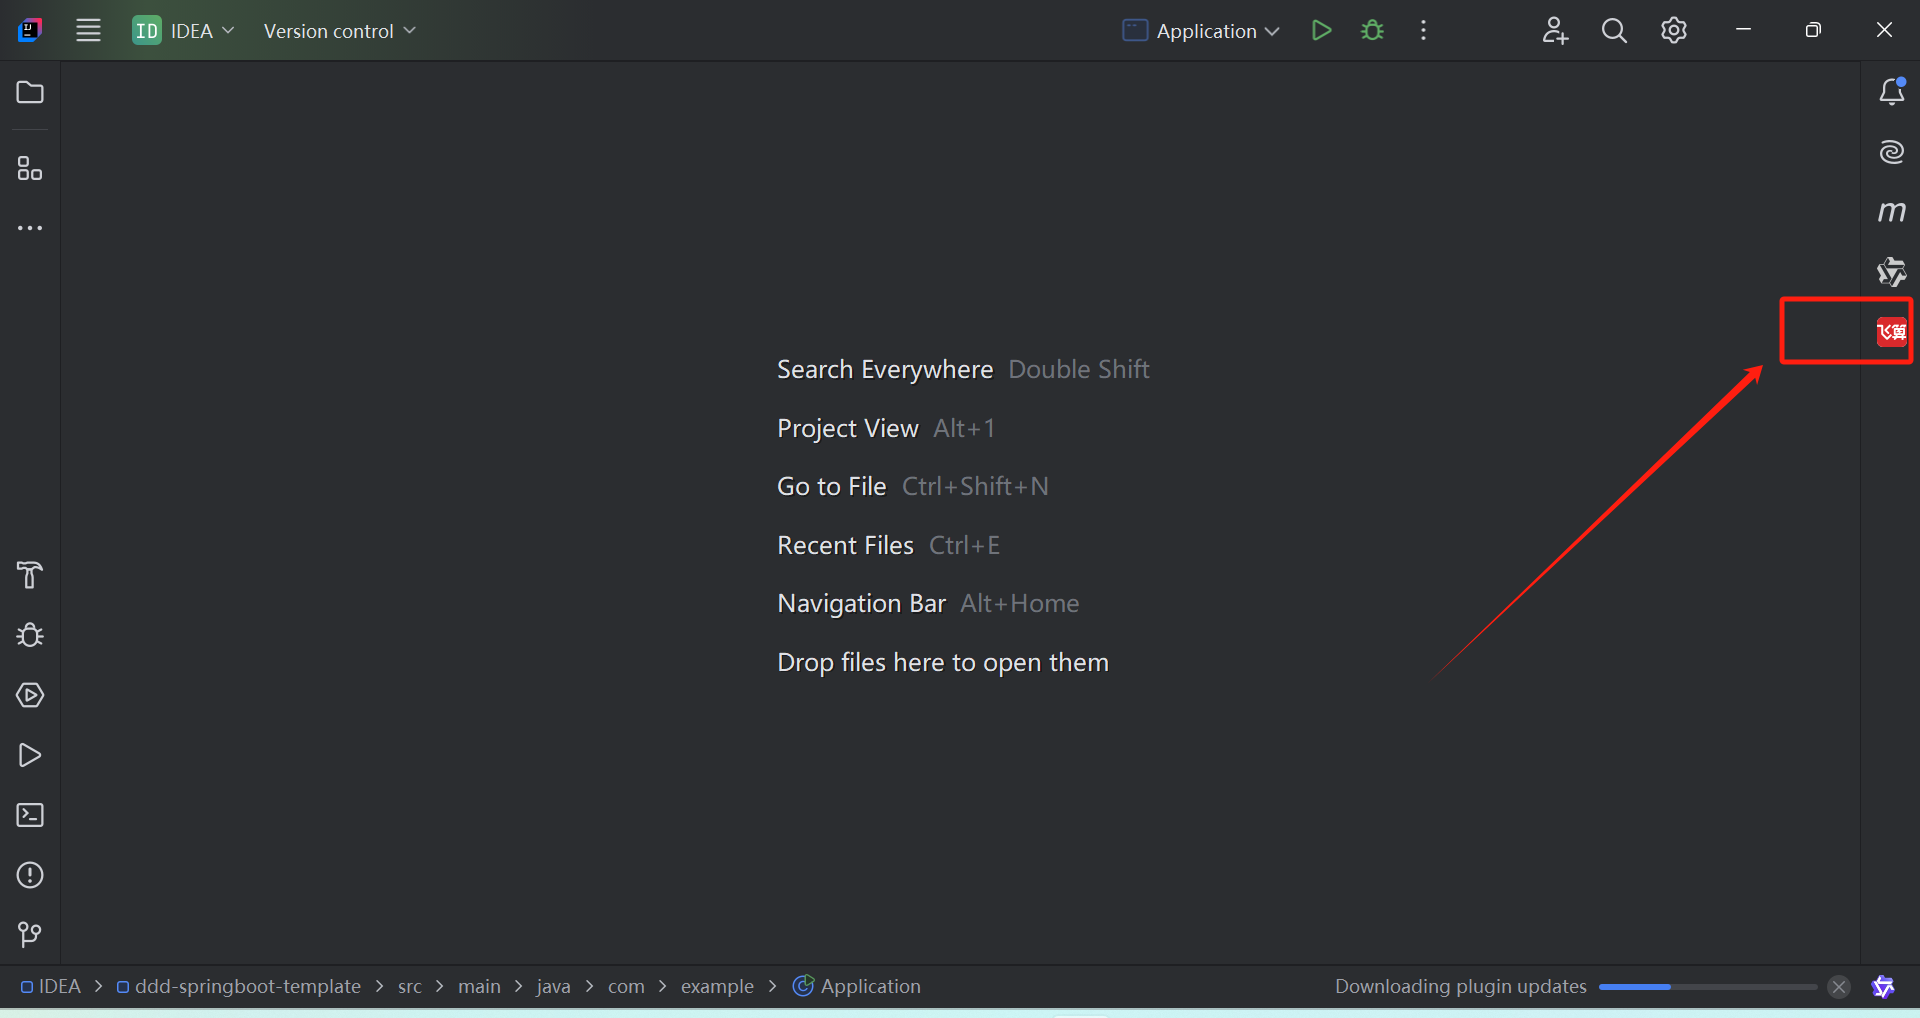 ID IDEA Version control Application
m
飞算
Search Everywhere Double Shift
Project View Alt+1
Go to File Ctrl+Shift+N
Recent Files Ctrl+E
Navigation Bar Alt+Home
Drop files here to open them
IDEA > ddd-springboot-template > src > main > java > com > example > Application Downloading plugin updates